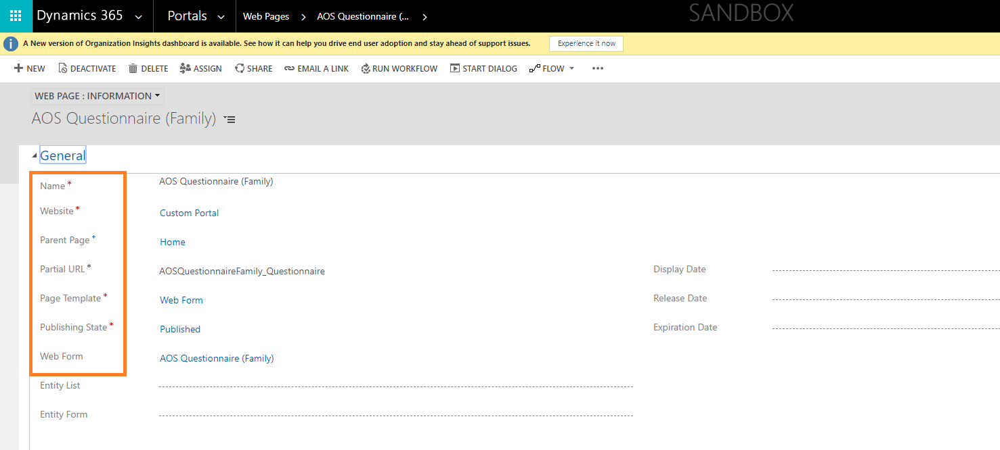 Dynamics 365 Portals Web Pages AOS Questionnaire (... SANDBOX
A New version of Organization Insights dashboard is available. See how it can help you drive end user adoption and stay ahead of support issues. Experience it now
NEW DEACTIVATE DELETE ASSIGN SHARE EMAIL A LINK RUN WORKFLOW START DIALOG FLOW ...
WEB PAGE : INFORMATION
AOS Questionnaire (Family)
General
Name * AOS Questionnaire (Family)
Website * Custom Portal
Parent Page + Home
Partial URL * AOSQuestionnaireFamily_Questionnaire Display Date
Page Template * Web Form Release Date
Publishing State * Published Expiration Date
Web Form AOS Questionnaire (Family)
Entity List
Entity Form